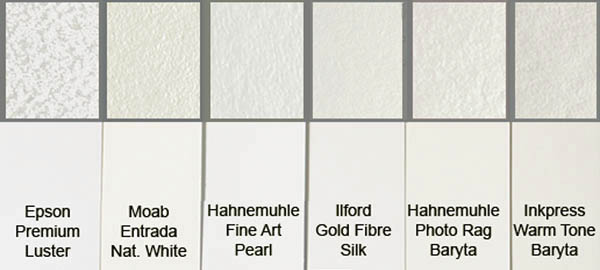 Epson
Premium
Luster
Moab
Entrada
Nat. White
Hahnemuhle
Fine Art
Pearl
Ilford
Gold Fibre
Silk
Hahnemuhle
Photo Rag
Baryta
Inkpress
Warm Tone
Baryta